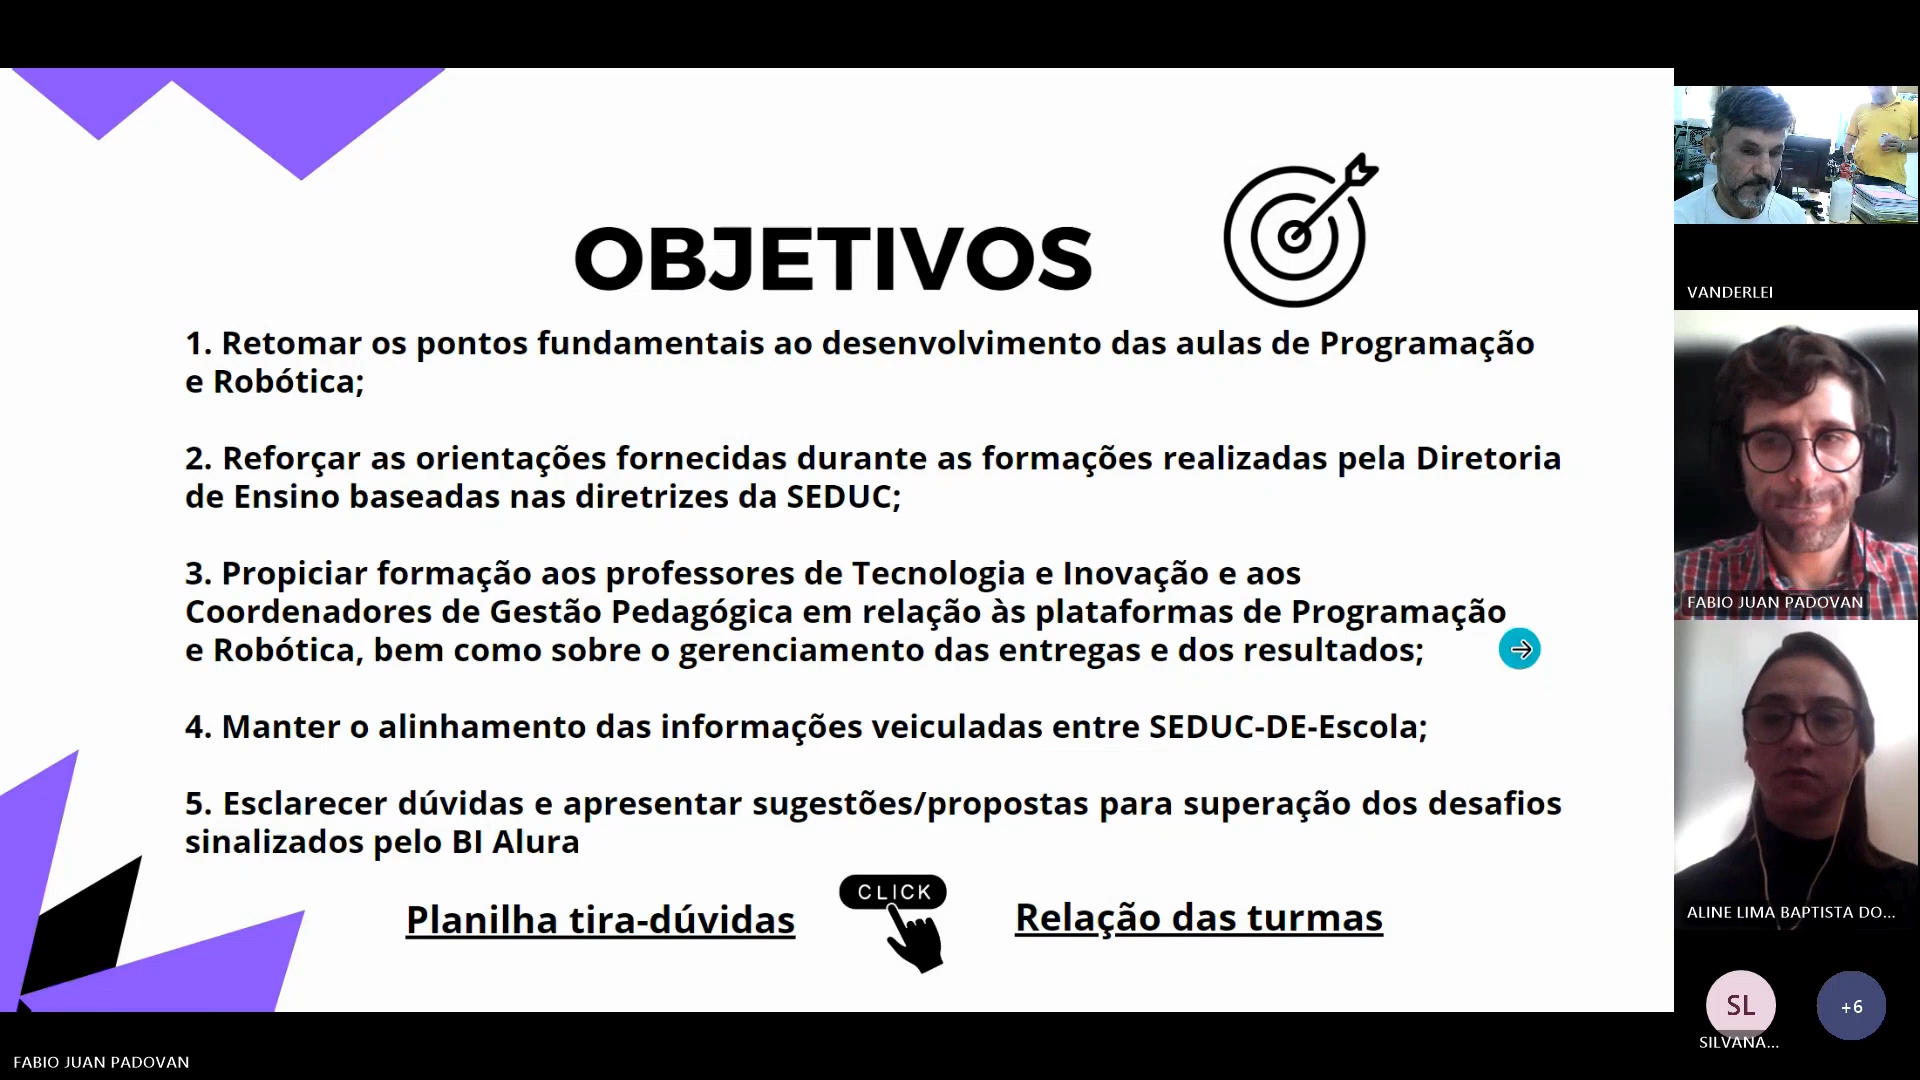 OBJETIVOS
1. Retomar os pontos fundamentais ao desenvolvimento das aulas de Programação
e Robótica;
2. Reforçar as orientações fornecidas durante as formações realizadas pela Diretoria
de Ensino baseadas nas diretrizes da SEDUC;
3. Propiciar formação aos professores de Tecnologia e Inovação e aos
Coordenadores de Gestão Pedagógica em relação às plataformas de Programação
e Robótica, bem como sobre o gerenciamento das entregas e dos resultados;
4. Manter o alinhamento das informações veiculadas entre SEDUC-DE-Escola;
5. Esclarecer dúvidas e apresentar sugestões/propostas para superação dos desafios
sinalizados pelo BI Alura
Planilha tira-dúvidas
CLICK
Relação das turmas
VANDERLEI
FABIO JUAN PADOVAN
ALINE LIMA BAPTISTA DO...
SL
SILVANA...
+6
FABIO JUAN PADOVAN